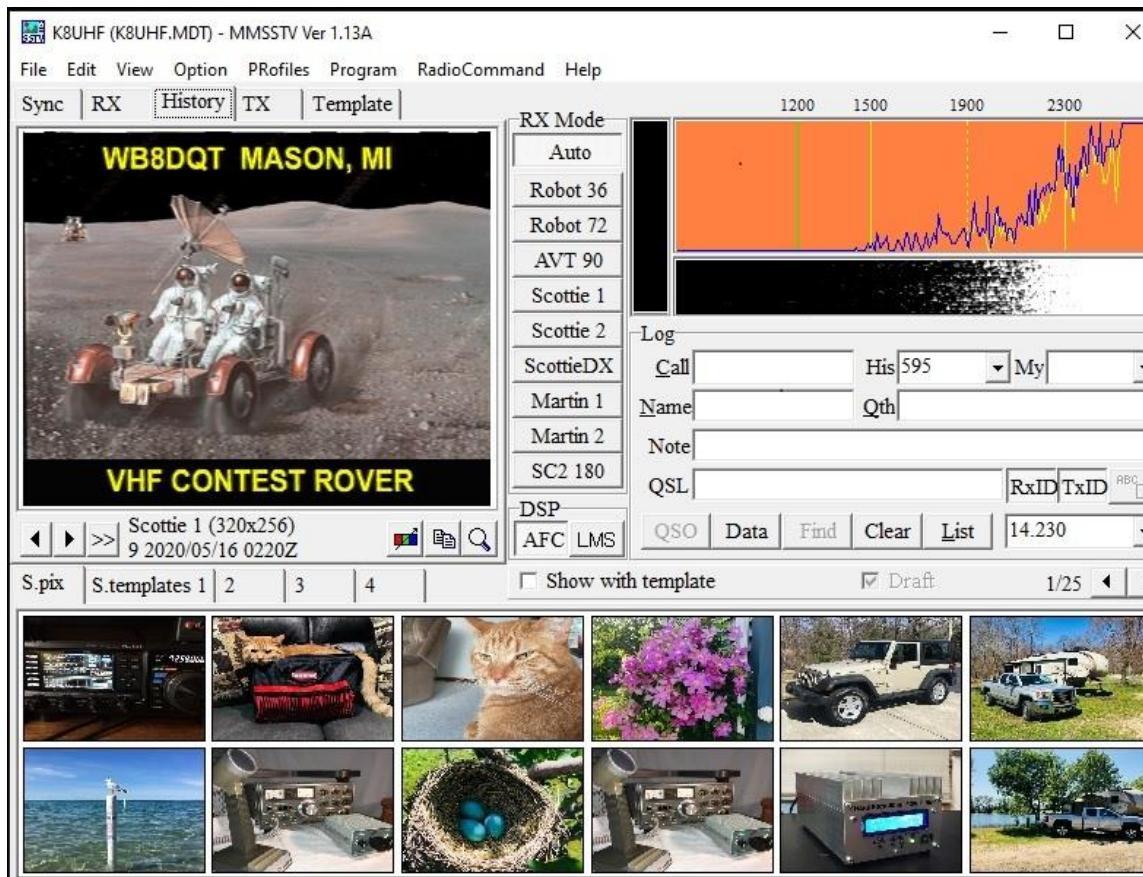 K8UHF (K8UHF.MDT) - MMSSTV Ver 1.13A
File Edit View Option PRofiles Program RadioCommand Help
Sync RX History TX Template
WB8DQT MASON, MI
VHF CONTEST ROVER
Scottie 1 (320x256)
9 2020/05/16 0220Z
>>
RX Mode
Auto
Robot 36
Robot 72
AVT 90
Scottie 1
Scottie 2
ScottieDX
Martin 1
Martin 2
SC2 180
DSP
AFC LMS
1200 1500 1900 2300
Log
Call His 595 My
Name Qth
Note
QSL RxID TxID ABC
QSO Data Find Clear List 14.230
S.pix S.templates 1 2 3 4
Show with template Draft 1/25